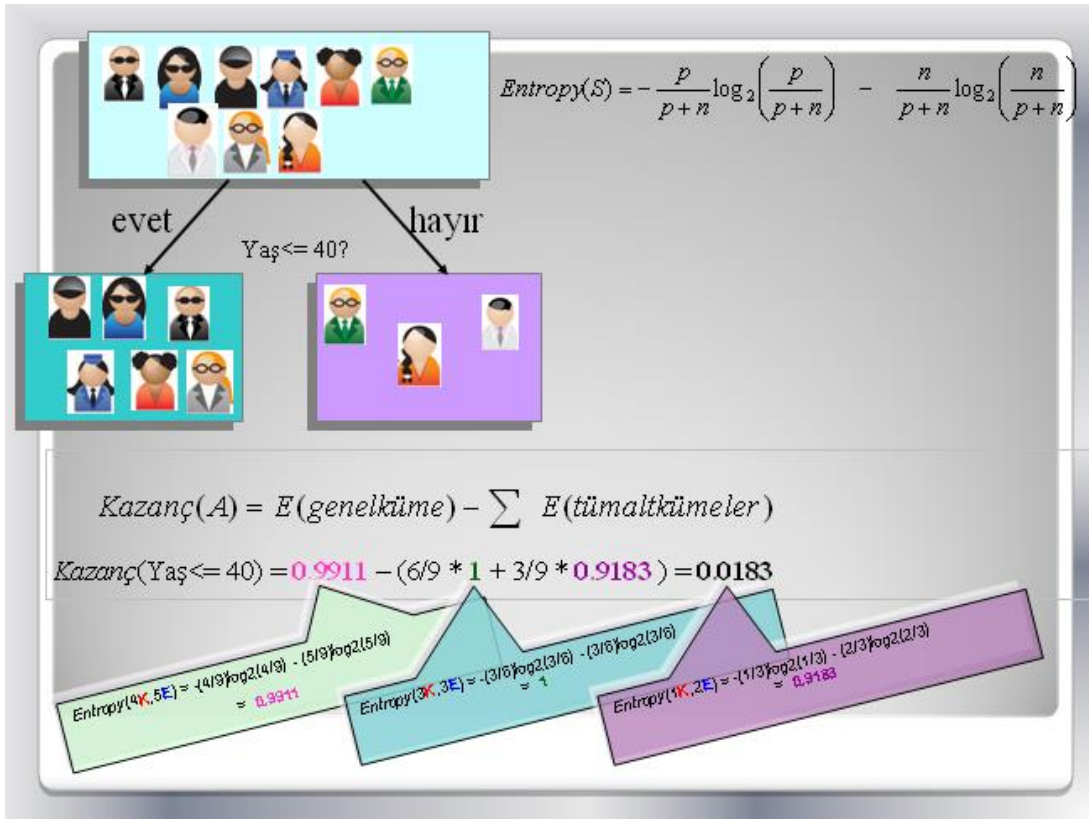 Entropy(S) = - p/(p+n) log₂(p/(p+n)) - n/(p+n) log₂(n/(p+n))
evet
hayır
Yaş<= 40?
Kazanç(A) = E(genelküme) – ∑ E(tümaltkümeler)
Kazanç(Yaş<= 40) = 0.9911 – (6/9 * 1 + 3/9 * 0.9183 ) = 0.0183
Entropy(4K,5E) = -(4/9)log2(4/9) - (5/9)log2(5/9)
= 0.9911
Entropy(3K,3E) = -(3/6)log2(3/6) - (3/6)log2(3/6)
= 1
Entropy(1K,2E) = -(1/3)log2(1/3) - (2/3)log2(2/3)
= 0.9183